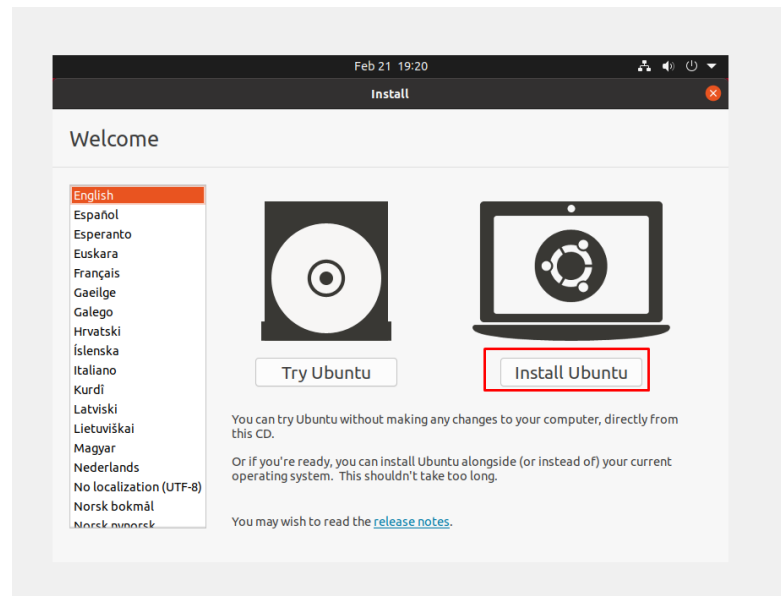 Feb 21 19:20
Install
Welcome
English
Español
Esperanto
Euskara
Français
Gaeilge
Galego
Hrvatski
Íslenska
Italiano
Kurdî
Latviski
Lietuviškai
Magyar
Nederlands
No localization (UTF-8)
Norsk bokmål
Norsk nynorsk
Try Ubuntu
Install Ubuntu
You can try Ubuntu without making any changes to your computer, directly from
this CD.
Or if you're ready, you can install Ubuntu alongside (or instead of) your current
operating system. This shouldn't take too long.
You may wish to read the release notes.